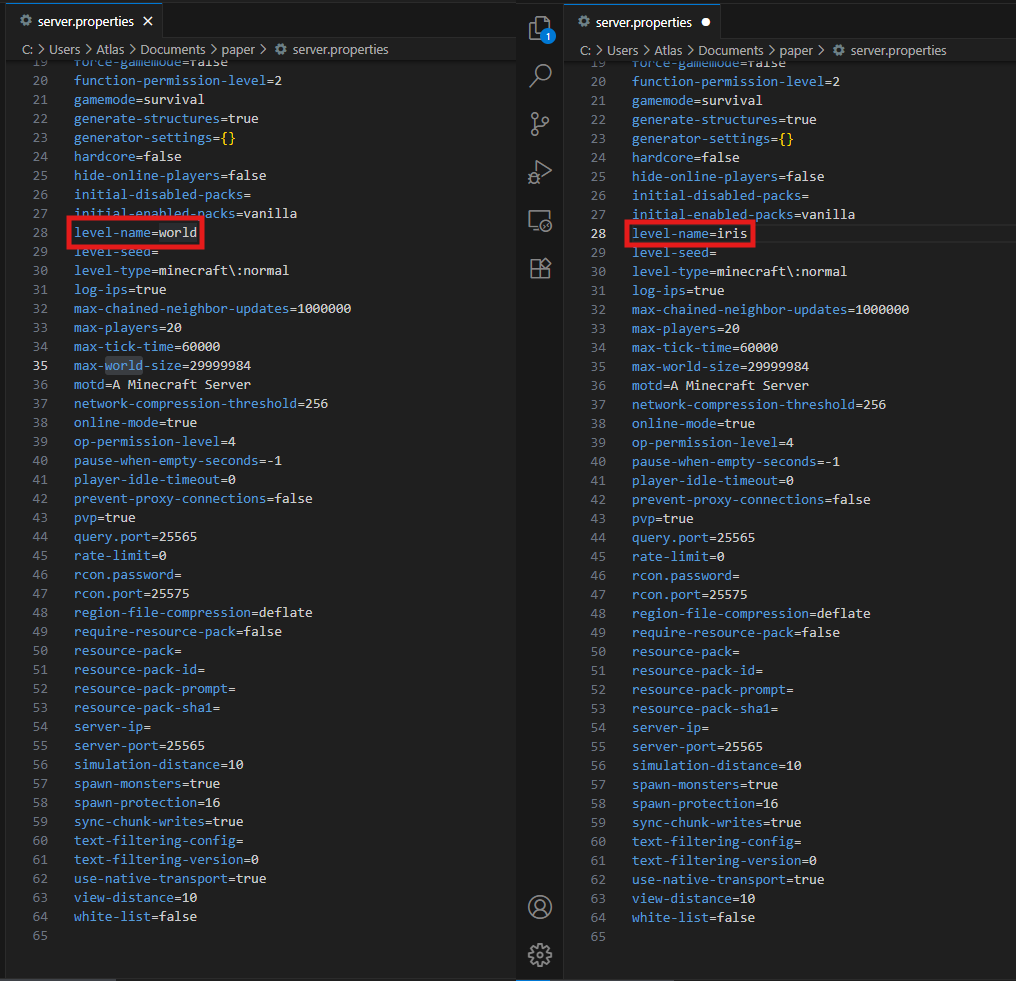 server.properties
C: > Users > Atlas > Documents > paper > server.properties
19 force-gamemode=false
20 function-permission-level=2
21 gamemode=survival
22 generate-structures=true
23 generator-settings={}
24 hardcore=false
25 hide-online-players=false
26 initial-disabled-packs=
27 initial-enabled-packs=vanilla
28 level-name=world
29 level-seed=
30 level-type=minecraft\:normal
31 log-ips=true
32 max-chained-neighbor-updates=1000000
33 max-players=20
34 max-tick-time=60000
35 max-world-size=29999984
36 motd=A Minecraft Server
37 network-compression-threshold=256
38 online-mode=true
39 op-permission-level=4
40 pause-when-empty-seconds=-1
41 player-idle-timeout=0
42 prevent-proxy-connections=false
43 pvp=true
44 query.port=25565
45 rate-limit=0
46 rcon.password=
47 rcon.port=25575
48 region-file-compression=deflate
49 require-resource-pack=false
50 resource-pack=
51 resource-pack-id=
52 resource-pack-prompt=
53 resource-pack-sha1=
54 server-ip=
55 server-port=25565
56 simulation-distance=10
57 spawn-monsters=true
58 spawn-protection=16
59 sync-chunk-writes=true
60 text-filtering-config=
61 text-filtering-version=0
62 use-native-transport=true
63 view-distance=10
64 white-list=false
65
1
server.properties
C: > Users > Atlas > Documents > paper > server.properties
19 force-gamemode=false
20 function-permission-level=2
21 gamemode=survival
22 generate-structures=true
23 generator-settings={}
24 hardcore=false
25 hide-online-players=false
26 initial-disabled-packs=
27 initial-enabled-packs=vanilla
28 level-name=iris
29 level-seed=
30 level-type=minecraft\:normal
31 log-ips=true
32 max-chained-neighbor-updates=1000000
33 max-players=20
34 max-tick-time=60000
35 max-world-size=29999984
36 motd=A Minecraft Server
37 network-compression-threshold=256
38 online-mode=true
39 op-permission-level=4
40 pause-when-empty-seconds=-1
41 player-idle-timeout=0
42 prevent-proxy-connections=false
43 pvp=true
44 query.port=25565
45 rate-limit=0
46 rcon.password=
47 rcon.port=25575
48 region-file-compression=deflate
49 require-resource-pack=false
50 resource-pack=
51 resource-pack-id=
52 resource-pack-prompt=
53 resource-pack-sha1=
54 server-ip=
55 server-port=25565
56 simulation-distance=10
57 spawn-monsters=true
58 spawn-protection=16
59 sync-chunk-writes=true
60 text-filtering-config=
61 text-filtering-version=0
62 use-native-transport=true
63 view-distance=10
64 white-list=false
65